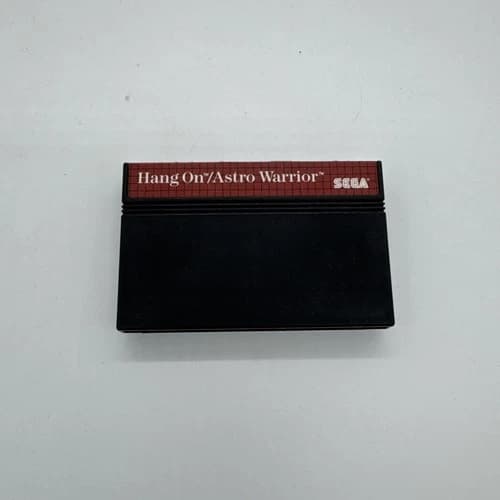 Hang On™/Astro Warrior™ SEGA